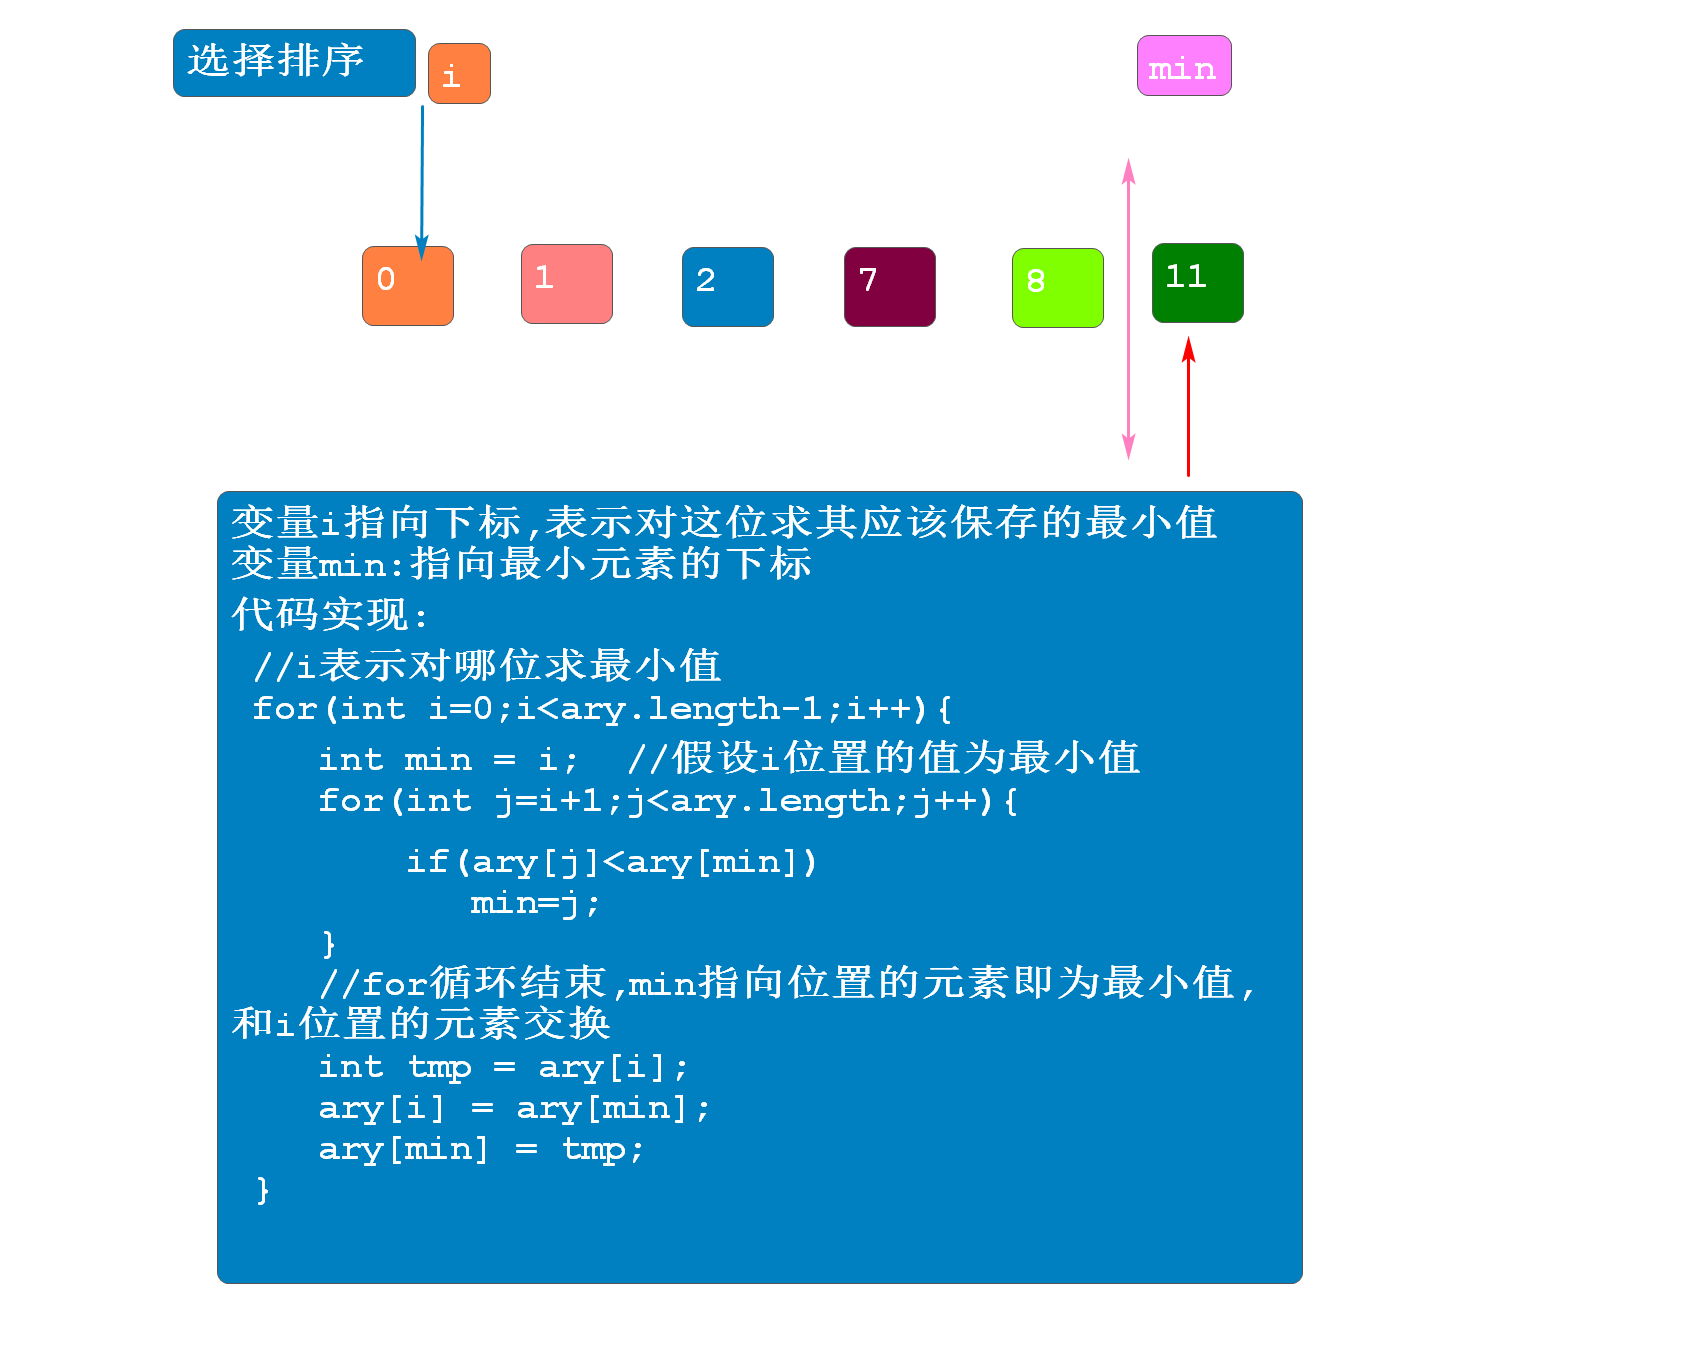 选择排序
i
min
0
1
2
7
8
11
变量i指向下标,表示对这位求其应该保存的最小值
变量min:指向最小元素的下标
代码实现:
//i表示对哪位求最小值
for(int i=0;i<ary.length-1;i++){
int min = i;  //假设i位置的值为最小值
for(int j=i+1;j<ary.length;j++){
if(ary[j]<ary[min])
min=j;
}
//for循环结束,min指向位置的元素即为最小值,
和i位置的元素交换
int tmp = ary[i];
ary[i] = ary[min];
ary[min] = tmp;
}